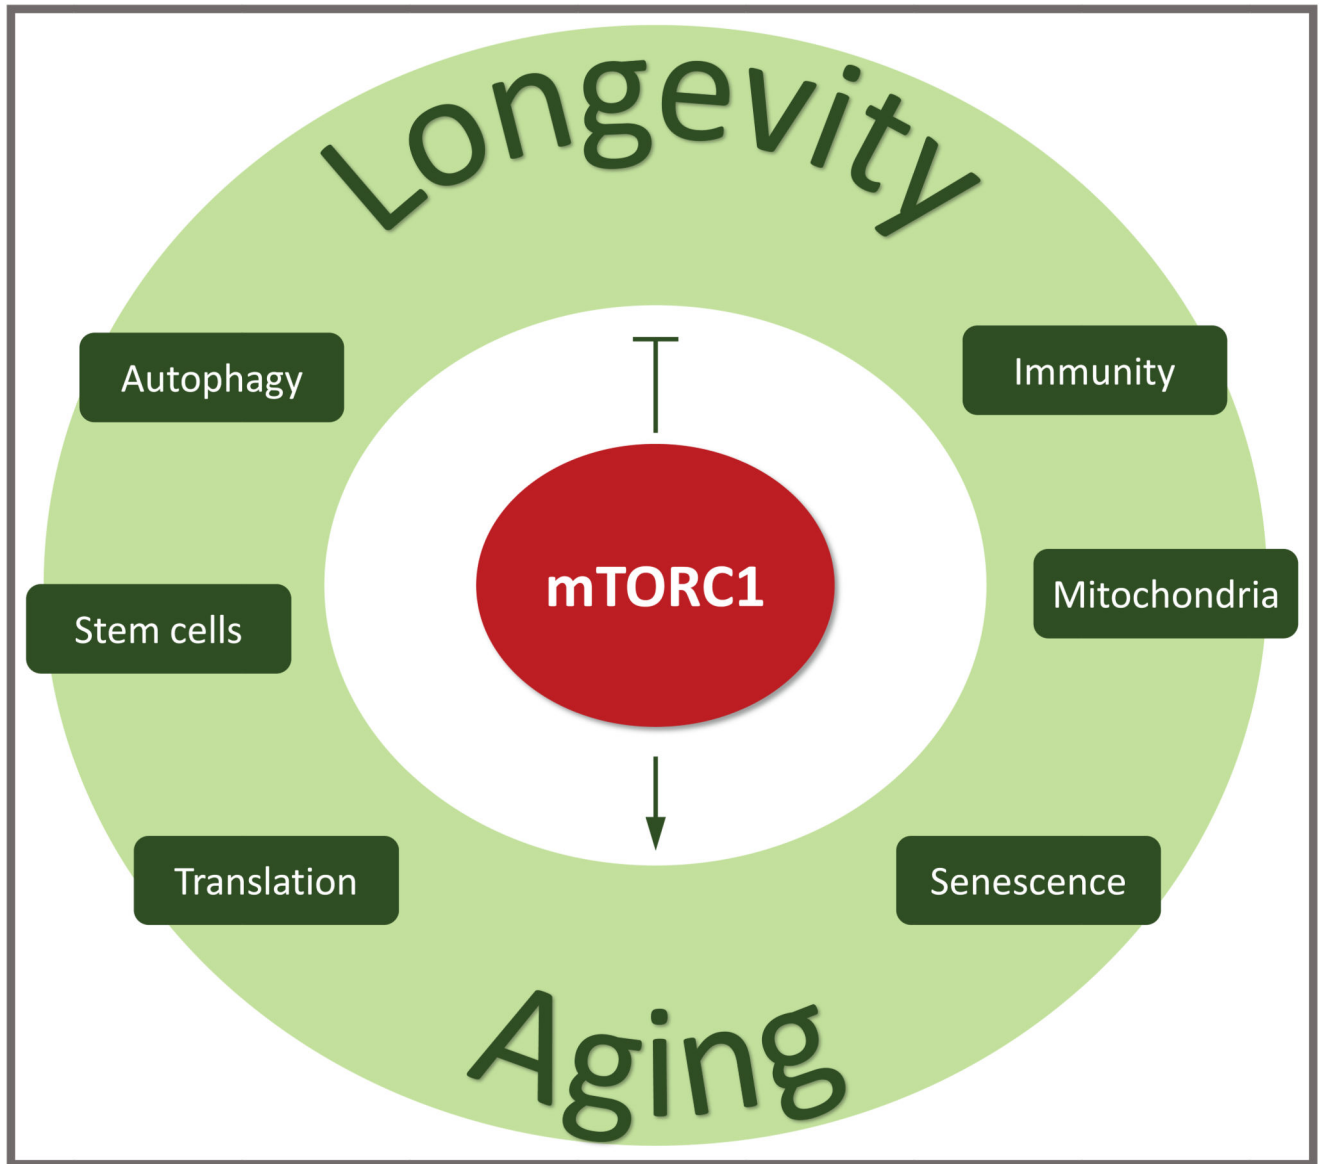 Longevity
Autophagy
Immunity
mTORC1
Mitochondria
Stem cells
Translation
Senescence
Aging